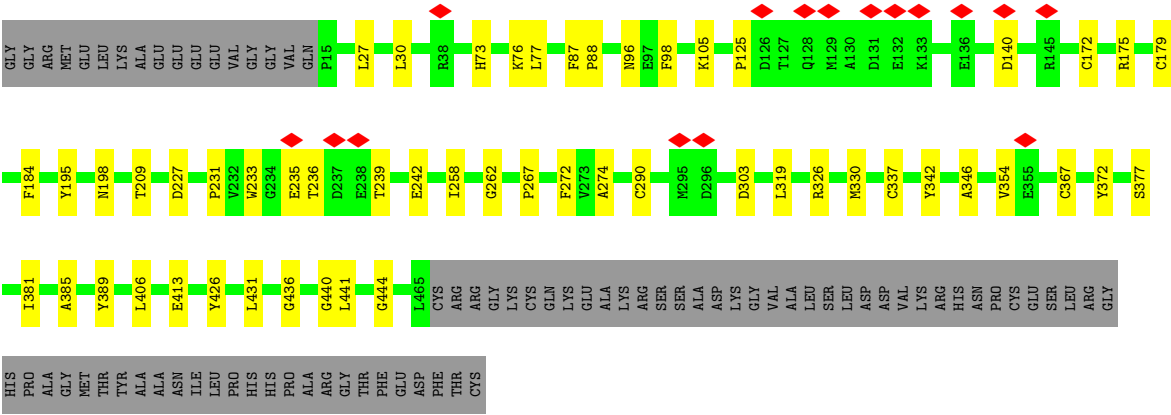 GLY GLY ARG MET GLU LEU LYS ALA GLU GLU GLU GLU VAL GLY GLY VAL GLN P15 L27 L30 R38 H73 K76 L77 F87 P88 N96 E97 F98 K105 P125 D126 T127 Q128 M129 A130 D131 E132 K133 E136 D140 R145 C172 R175 C179
F184 Y195 N198 T209 D227 P231 V232 W233 G234 E235 T236 D237 E238 T239 E242 I258 G262 P267 F272 V273 A274 C290 M295 D296 D303 L319 R326 M330 C337 Y342 A346 V354 E355 C367 Y372 S377
I381 A385 Y389 L406 E413 Y426 L431 G436 G440 L441 G444 L465 CYS ARG ARG GLY LYS CYS GLN LYS GLU ALA LYS ARG SER SER ALA ASP LYS GLY VAL ALA LEU SER LEU ASP ASP VAL LYS ARG HIS ASN PRO CYS GLU SER LEU ARG GLY
HIS PRO ALA GLY MET THR TYR ALA ALA ASN ILE LEU PRO HIS HIS PRO ALA ARG GLY THR PHE GLU ASP PHE THR CYS